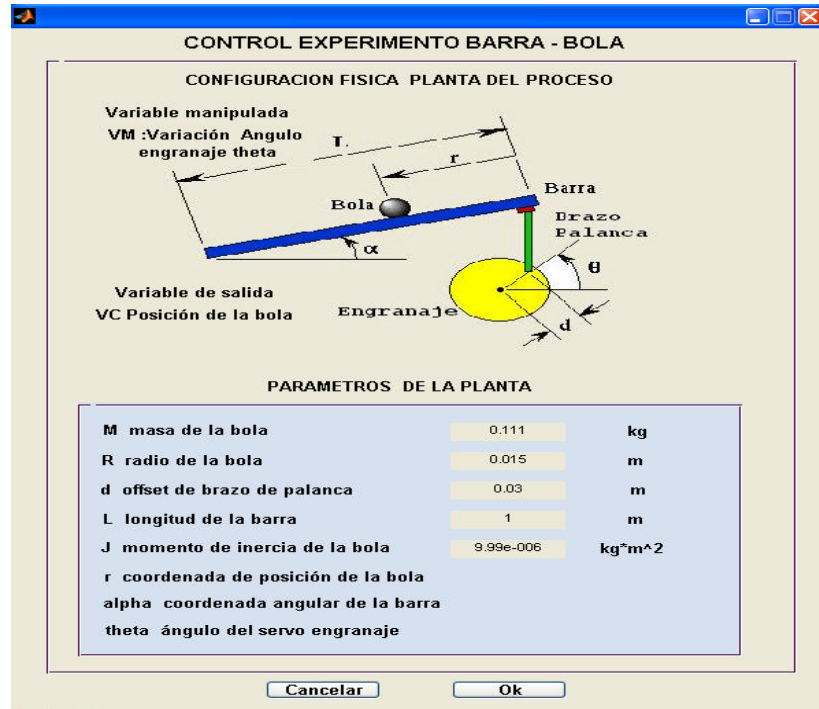 CONTROL EXPERIMENTO BARRA - BOLA
CONFIGURACION FISICA PLANTA DEL PROCESO
Variable manipulada
VM :Variación Angulo
engranaje theta
T.
r
Barra
Bola
Brazo
Palanca
α
θ
Variable de salida
VC Posición de la bola
Engranaje
d
PARAMETROS DE LA PLANTA
M masa de la bola 0.111 kg
R radio de la bola 0.015 m
d offset de brazo de palanca 0.03 m
L longitud de la barra 1 m
J momento de inercia de la bola 9.99e-006 kg*m^2
r coordenada de posición de la bola
alpha coordenada angular de la barra
theta ángulo del servo engranaje
Cancelar Ok